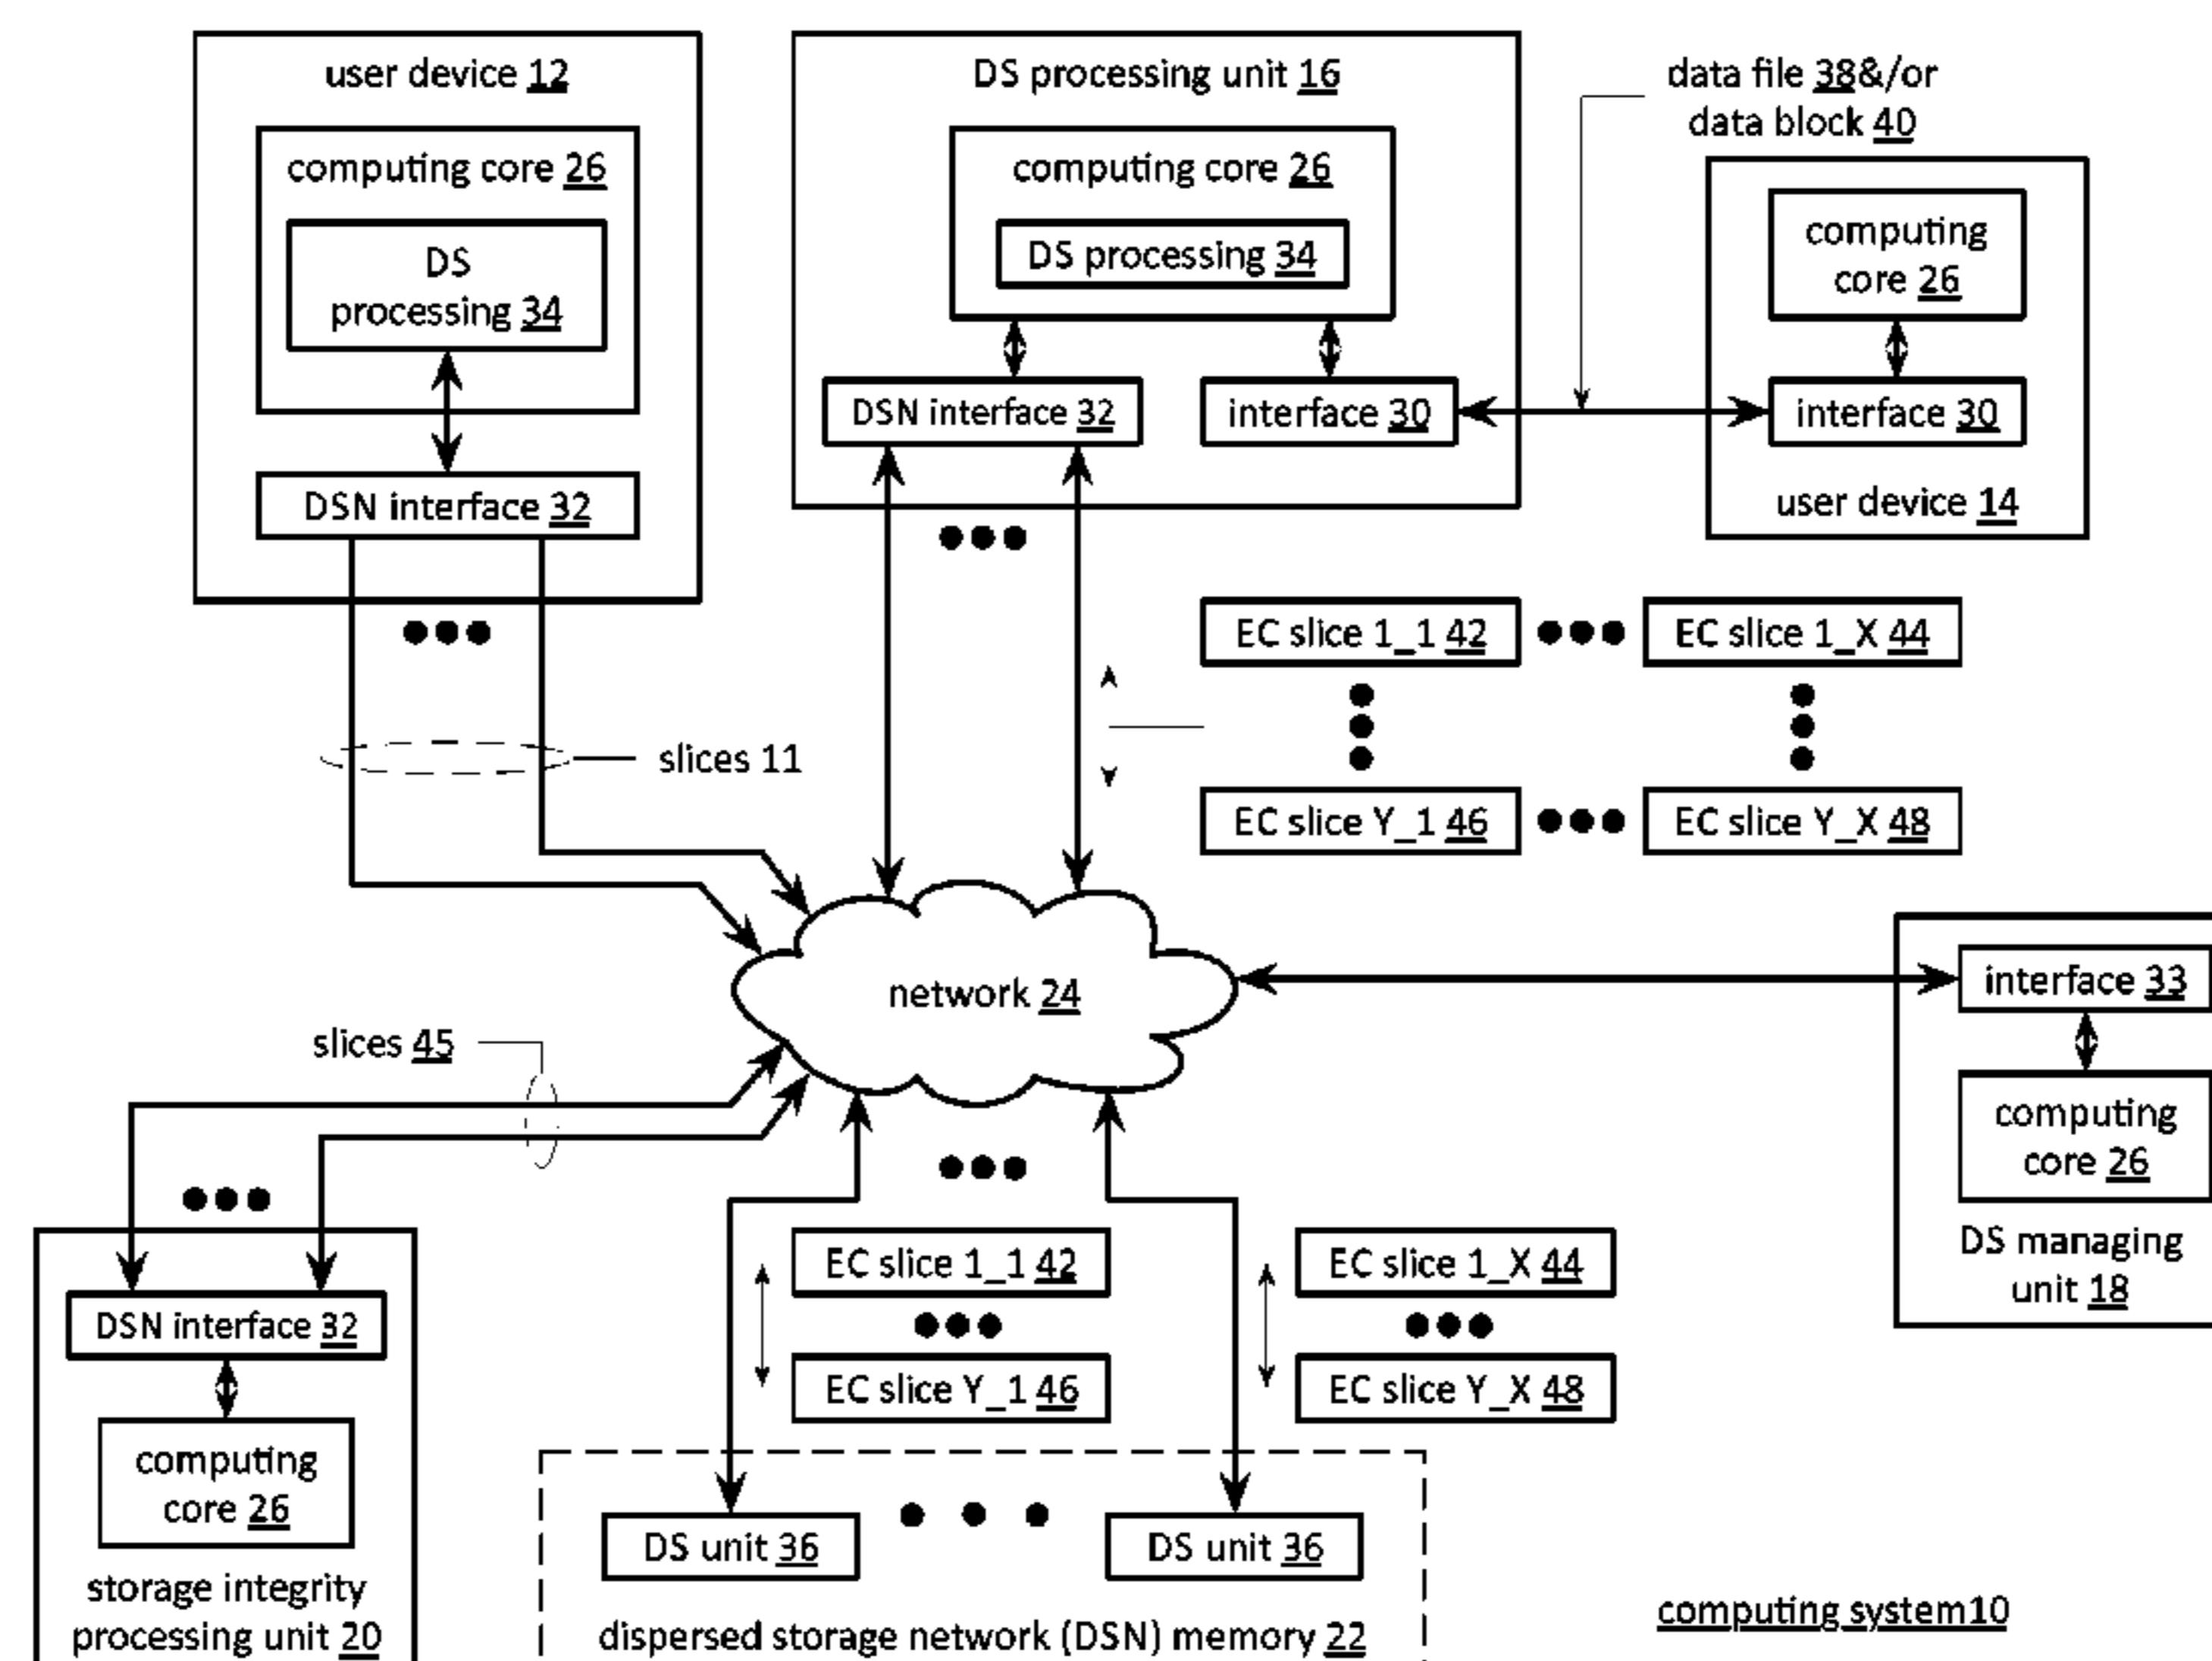 user device 12
computing core 26
DS
processing 34
DSN interface 32
DS processing unit 16
computing core 26
DS processing 34
DSN interface 32
interface 30
data file 38&/or
data block 40
computing
core 26
interface 30
user device 14
EC slice 1_1 42
EC slice 1_X 44
EC slice Y_1 46
EC slice Y_X 48
slices 11
network 24
interface 33
computing
core 26
DS managing
unit 18
slices 45
DSN interface 32
computing
core 26
storage integrity
processing unit 20
EC slice 1_1 42
EC slice Y_1 46
EC slice 1_X 44
EC slice Y_X 48
DS unit 36
DS unit 36
dispersed storage network (DSN) memory 22
computing system10